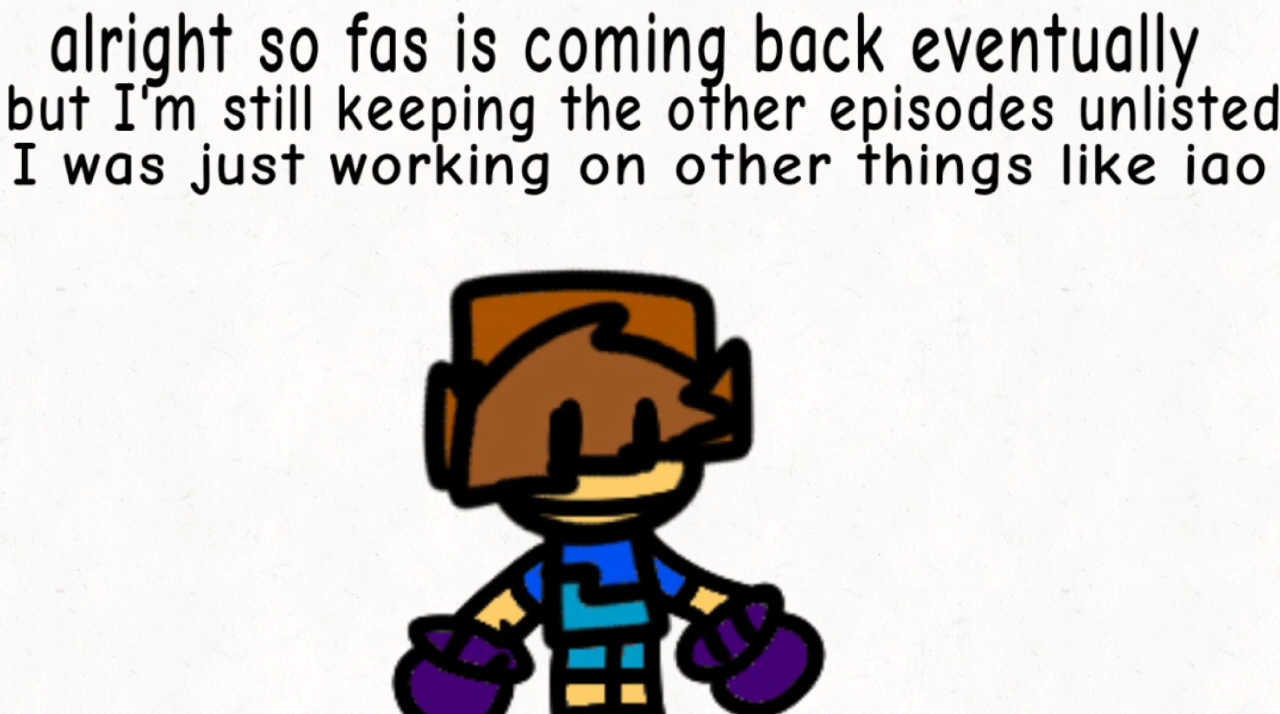 alright so fas is coming back eventually
but I'm still keeping the other episodes unlisted
I was just working on other things like iao